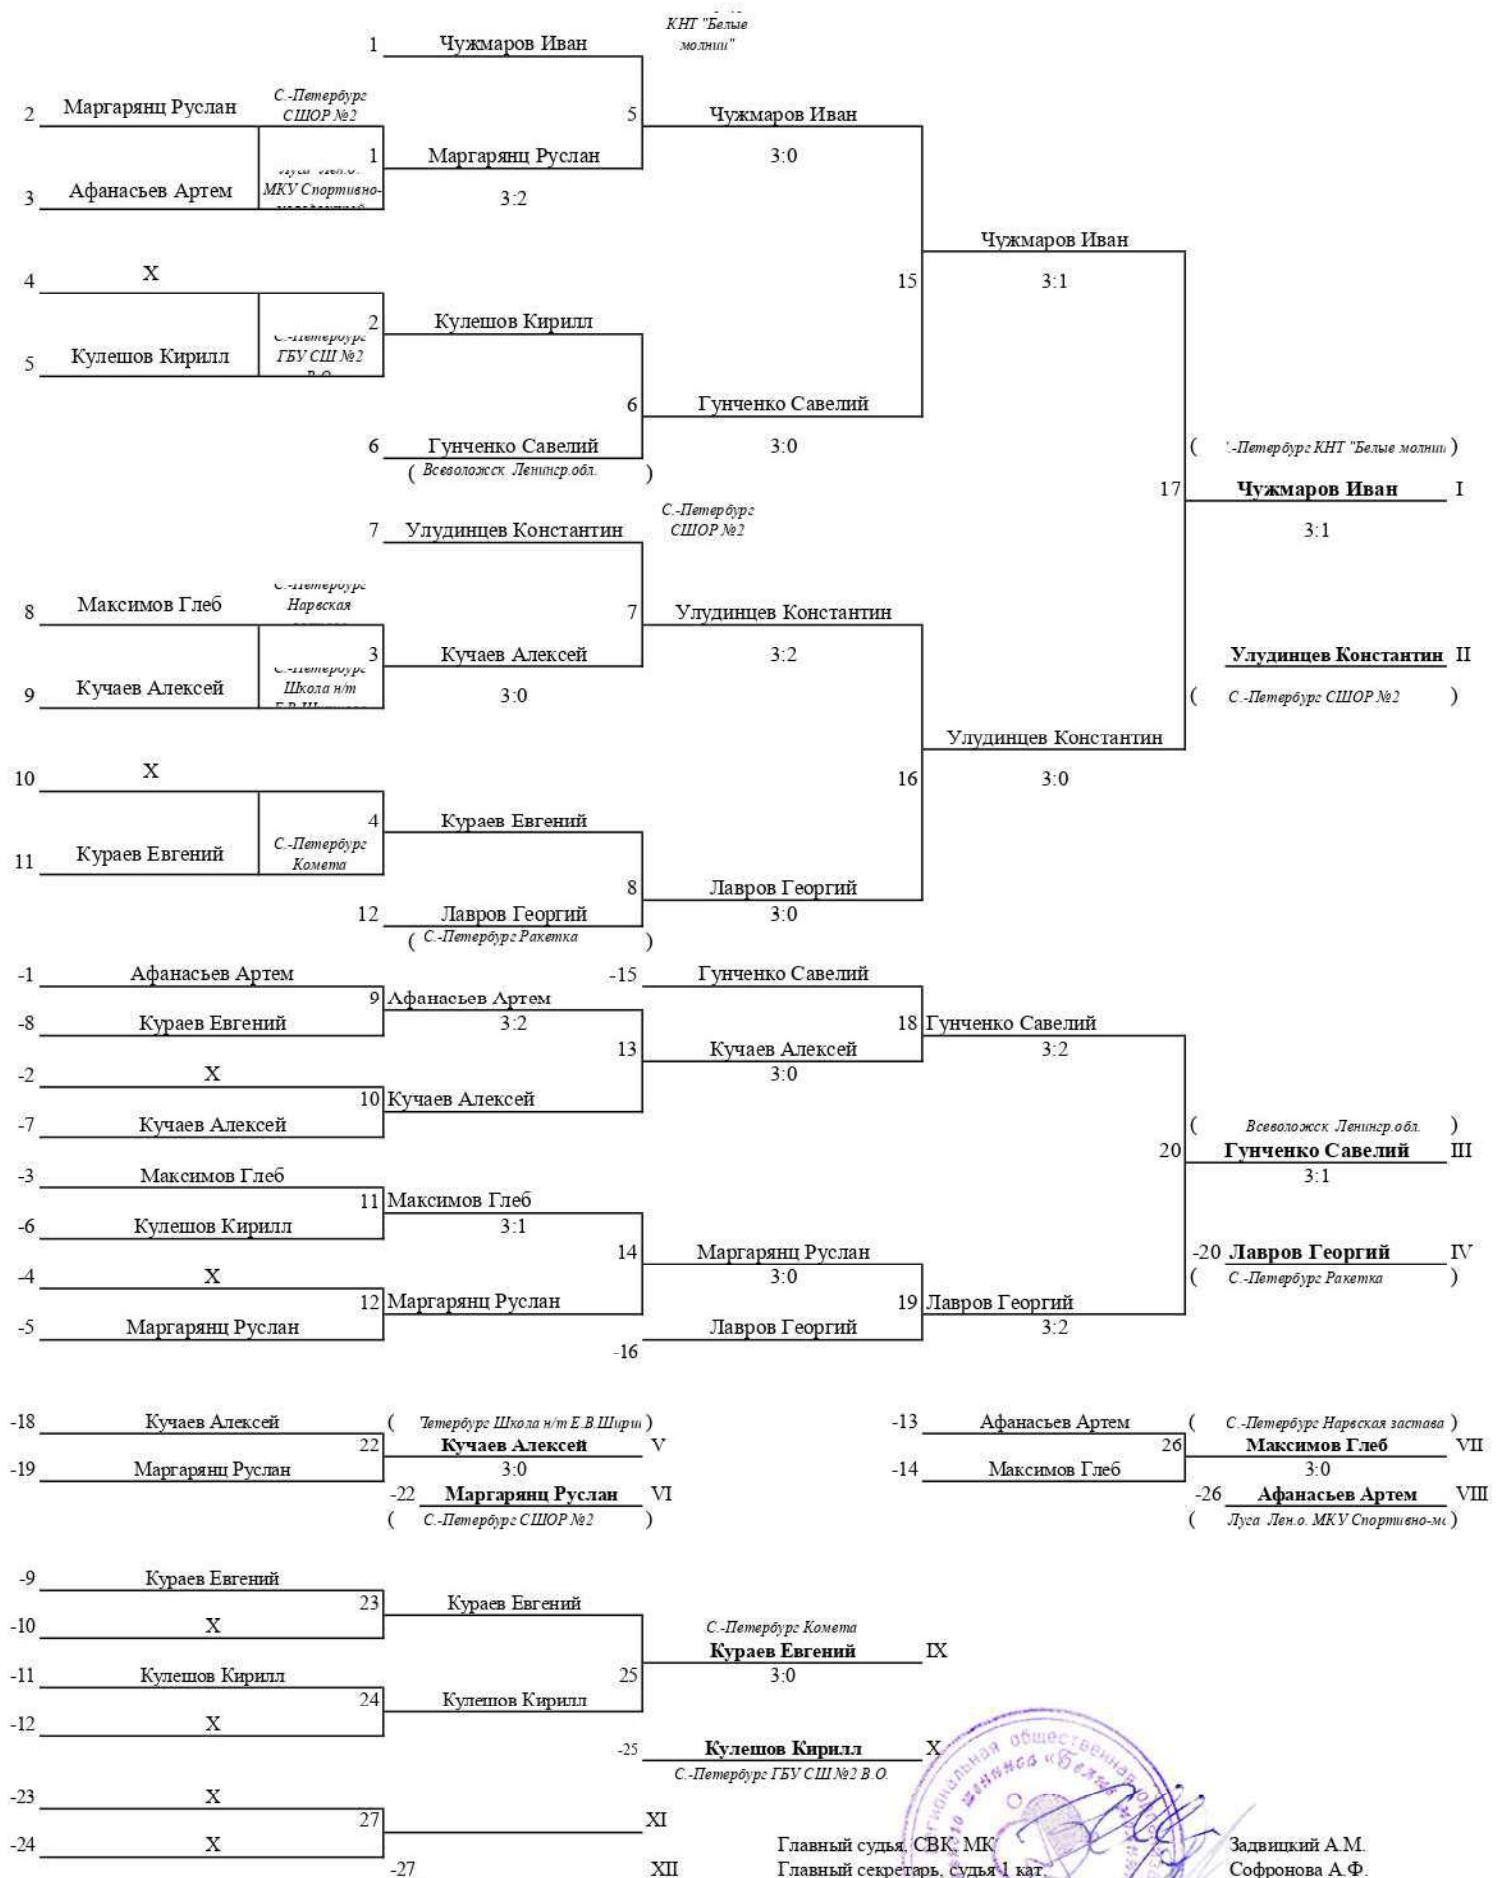 КНТ "Белые
молнии"
1 Чужмаров Иван
2 Маргарянц Руслан
С.-Петербург
СШОР №2
5 Чужмаров Иван
3:0
1 Маргарянц Руслан
3:2
3 Афанасьев Артем
МКУ Спортивно-
Чужмаров Иван
3:1
4 X
15
2 Кулешов Кирилл
5 Кулешов Кирилл
С.-Петербург
ГБУ СШ №2
В.О.
6 Гунченко Савелий
3:0
6 Гунченко Савелий
( Всеволожск Ленингр.обл. )
( .-Петербург КНТ "Белые молнии )
17 Чужмаров Иван I
3:1
7 Улудинцев Константин
С.-Петербург
СШОР №2
8 Максимов Глеб
С.-Петербург
Нарвская
7 Улудинцев Константин
3:2
3 Кучаев Алексей
3:0
Улудинцев Константин II
( С.-Петербург СШОР №2 )
9 Кучаев Алексей
С.-Петербург
Школа н/т
Улудинцев Константин
3:0
10 X
16
4 Кураев Евгений
11 Кураев Евгений
С.-Петербург
Комета
8 Лавров Георгий
3:0
12 Лавров Георгий
( С.-Петербург Ракетка )
-1 Афанасьев Артем
-15 Гунченко Савелий
9 Афанасьев Артем
3:2
-8 Кураев Евгений
18 Гунченко Савелий
3:2
13 Кучаев Алексей
3:0
-2 X
10 Кучаев Алексей
-7 Кучаев Алексей
( Всеволожск Ленингр.обл. )
20 Гунченко Савелий III
3:1
-3 Максимов Глеб
11 Максимов Глеб
3:1
-6 Кулешов Кирилл
14 Маргарянц Руслан
3:0
-20 Лавров Георгий IV
( С.-Петербург Ракетка )
-4 X
12 Маргарянц Руслан
19 Лавров Георгий
3:2
-5 Маргарянц Руслан
Лавров Георгий
-16
-18 Кучаев Алексей
( Петербург Школа н/т Е.В.Шири )
22 Кучаев Алексей V
3:0
-19 Маргарянц Руслан
-22 Маргарянц Руслан VI
( С.-Петербург СШОР №2 )
-13 Афанасьев Артем
( С.-Петербург Нарвская застава )
26 Максимов Глеб VII
3:0
-14 Максимов Глеб
-26 Афанасьев Артем VIII
( Луга Лен.о. МКУ Спортивно-мо )
-9 Кураев Евгений
23 Кураев Евгений
-10 X
С.-Петербург Комета
Кураев Евгений IX
25 3:0
-11 Кулешов Кирилл
24 Кулешов Кирилл
-12 X
-25 Кулешов Кирилл X
С.-Петербург ГБУ СШ №2 В.О.
-23 X
27 XI
-24 X
-27 XII
Главный судья, СВК, МК Задвицкий А.М.
Главный секретарь, судья 1 кат. Софронова А.Ф.